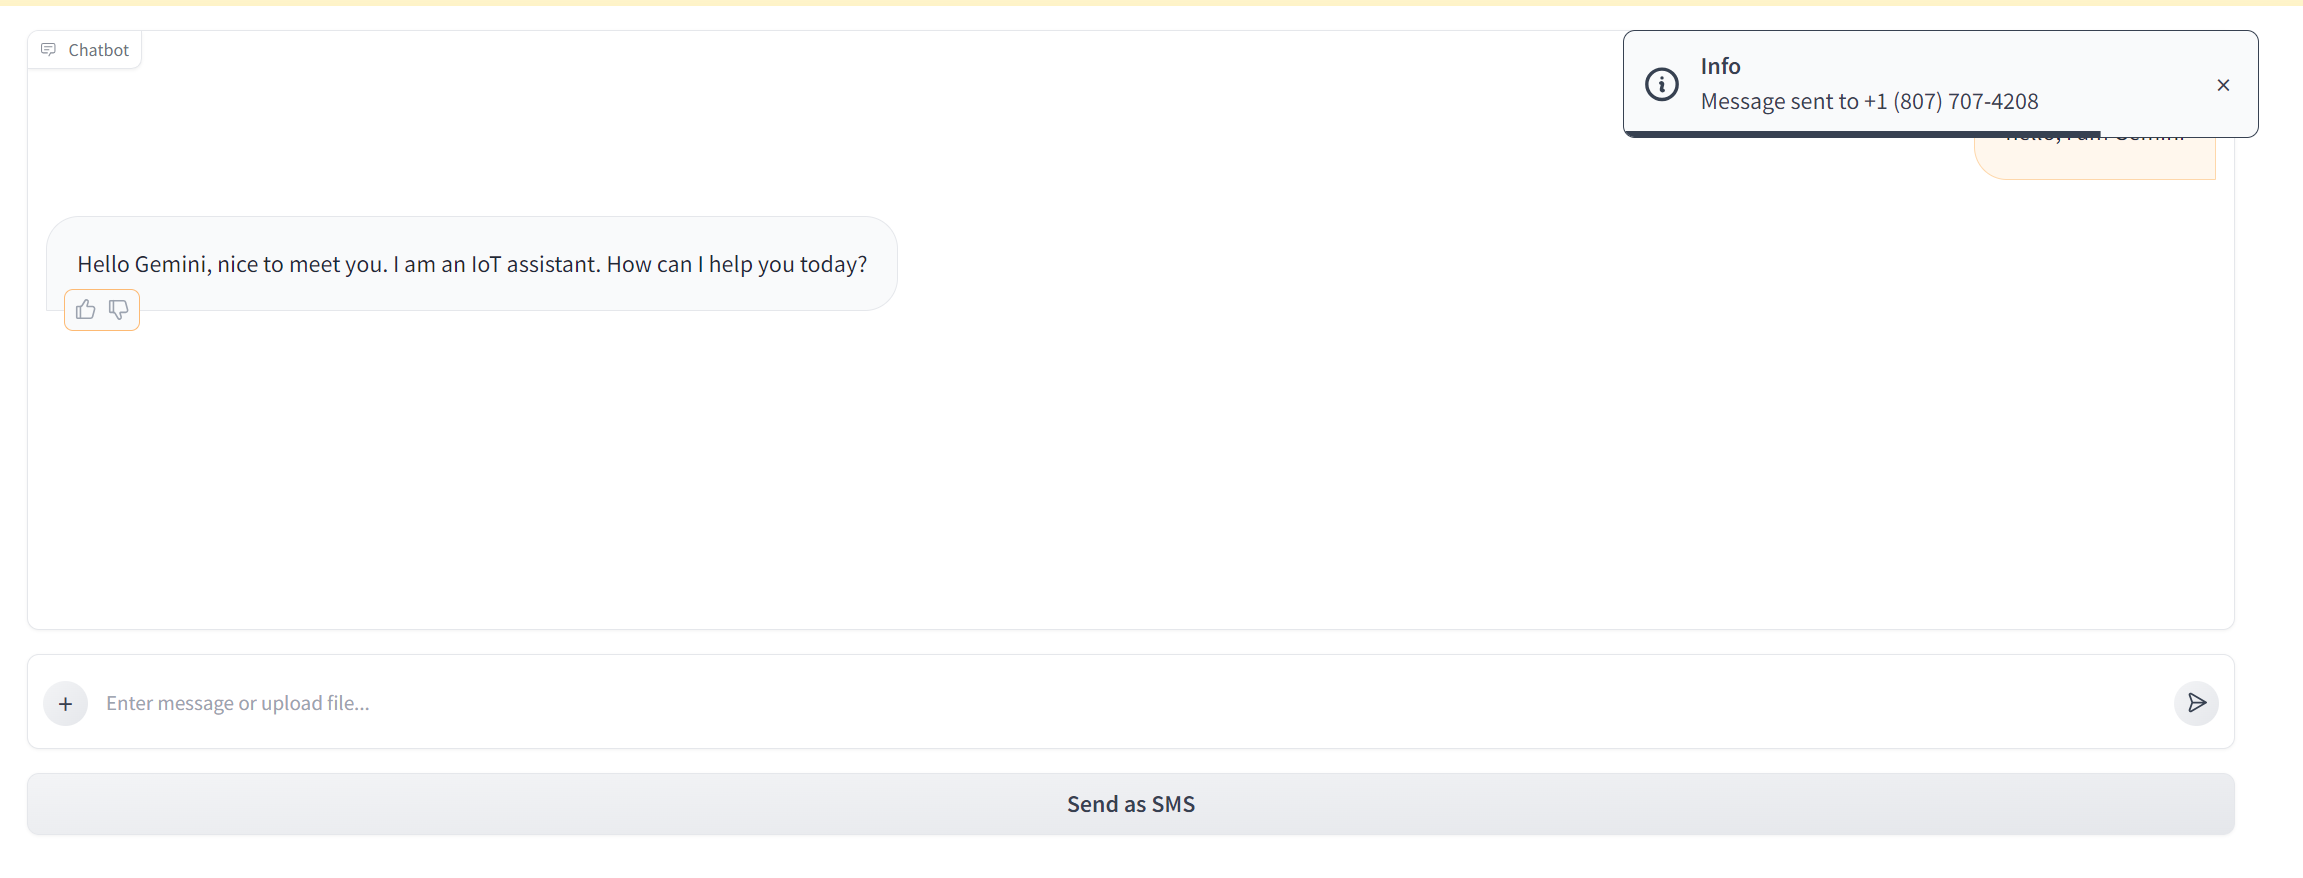 Chatbot
Info
Message sent to +1 (807) 707-4208
Hello Gemini, nice to meet you. I am an IoT assistant. How can I help you today?
Enter message or upload file...
Send as SMS